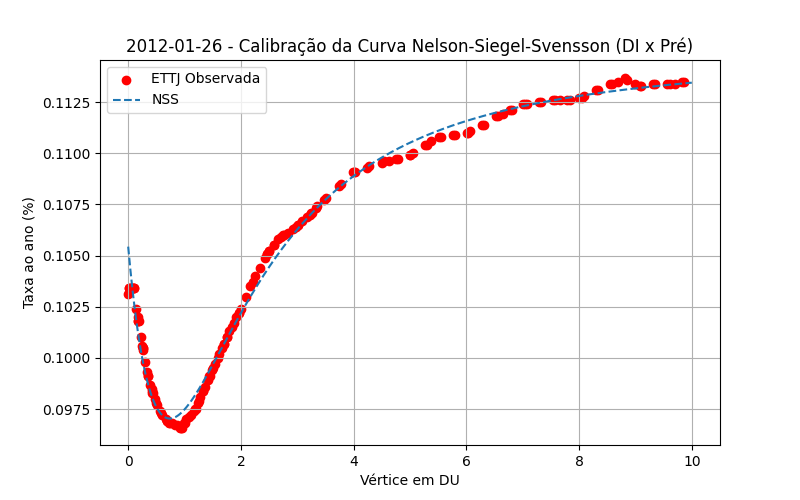 2012-01-26 - Calibração da Curva Nelson-Siegel-Svensson (DI x Pré)
ETTJ Observada
NSS
Taxa ao ano (%)
0.1125
0.1100
0.1075
0.1050
0.1025
0.1000
0.0975
0 2 4 6 8 10
Vértice em DU